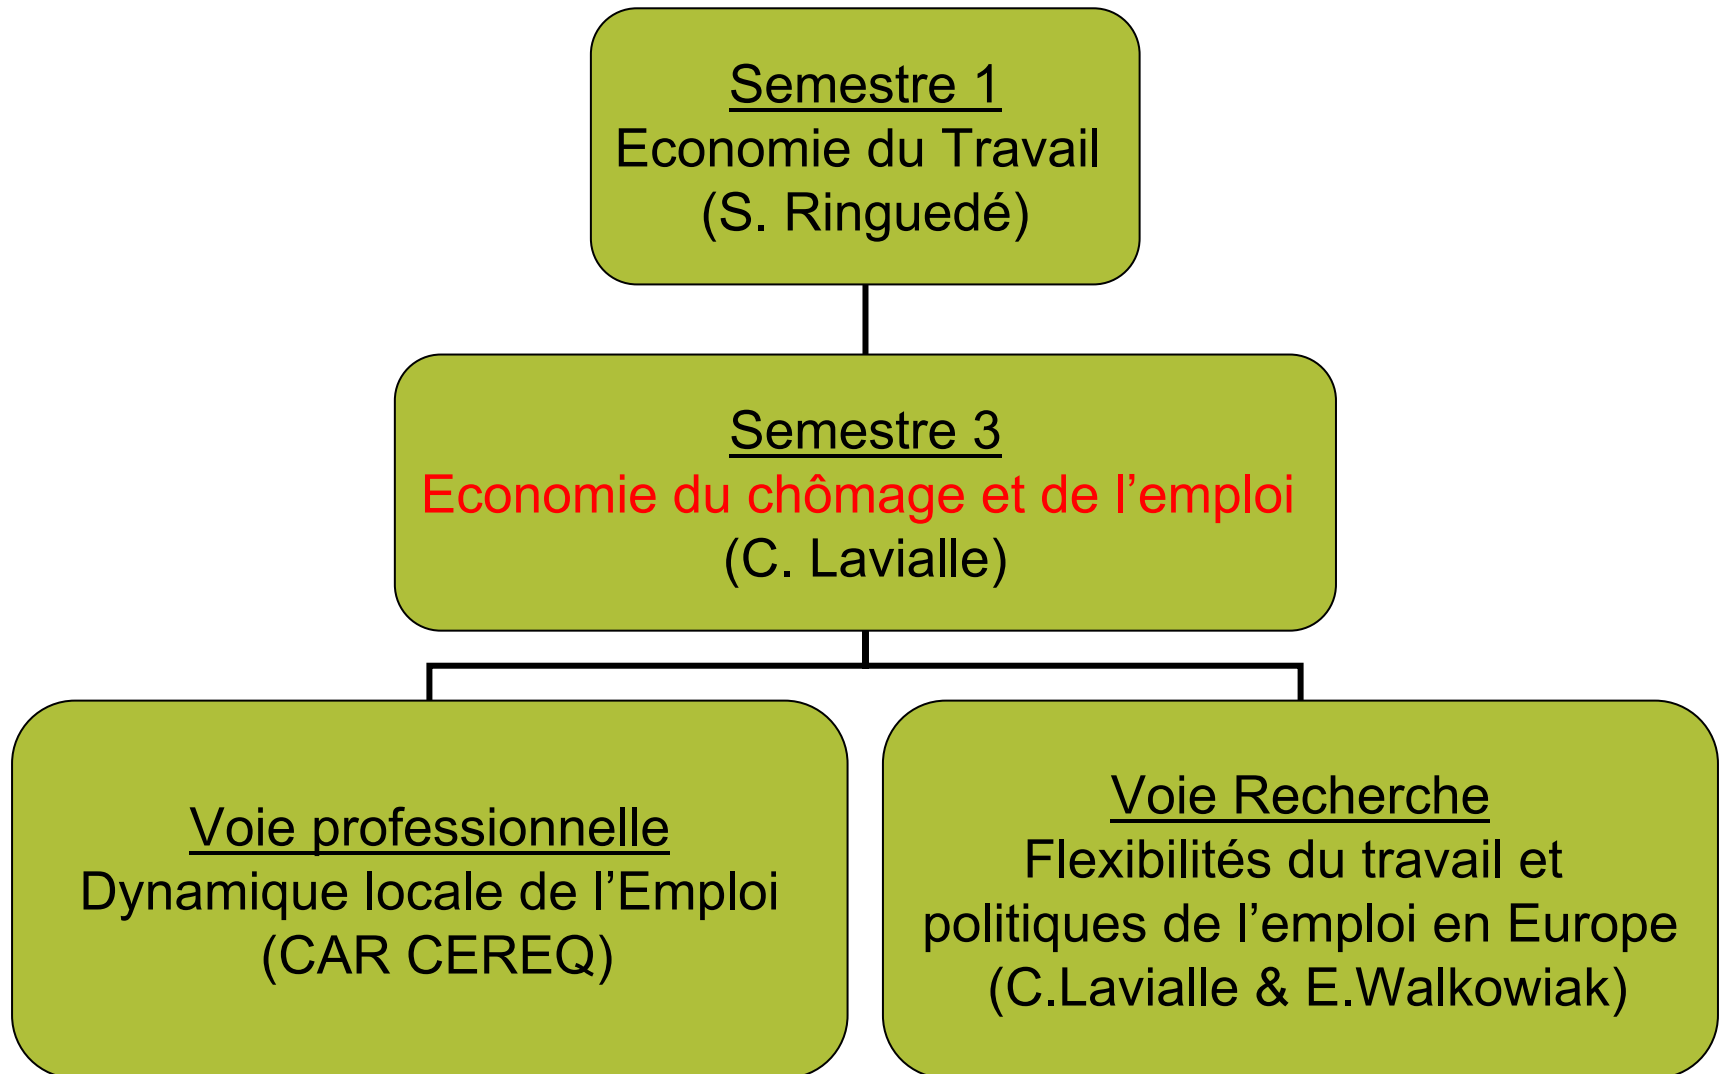 Semestre 1
Economie du Travail
(S. Ringuedé)
Semestre 3
Economie du chômage et de l’emploi
(C. Lavialle)
Voie professionnelle
Dynamique locale de l’Emploi
(CAR CEREQ)
Voie Recherche
Flexibilités du travail et
politiques de l’emploi en Europe
(C.Lavialle & E.Walkowiak)